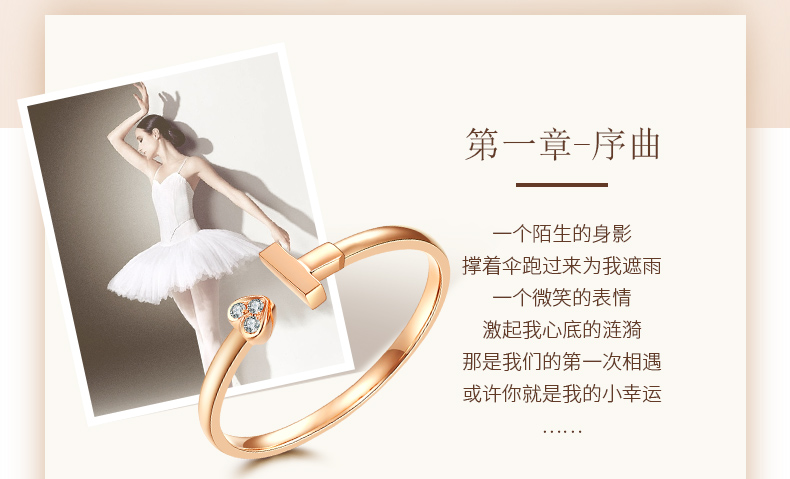 第一章-序曲
一个陌生的身影
撑着伞跑过来为我遮雨
一个微笑的表情
激起我心底的涟漪
那是我们的第一次相遇
或许你就是我的小幸运
……